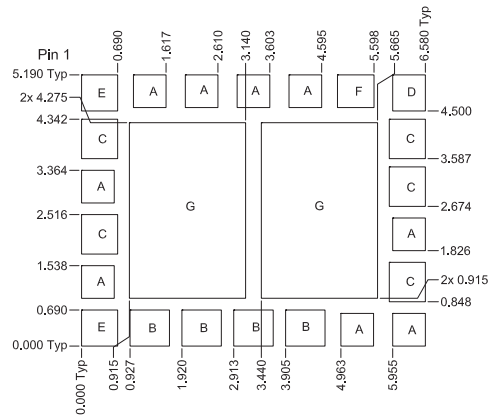 Pin 1
0.690
1.617
2.610
3.140
3.603
4.595
5.598
5.665
6.580 Typ
5.190 Typ
2x 4.275
4.342
3.364
2.516
1.538
0.690
0.000 Typ
E A A A A F D
C C
A C
C A
A C
E B B B B A A
G G
4.500
3.587
2.674
1.826
2x 0.915
0.848
0.000 Typ
0.915
0.927
1.920
2.913
3.440
3.905
4.963
5.955